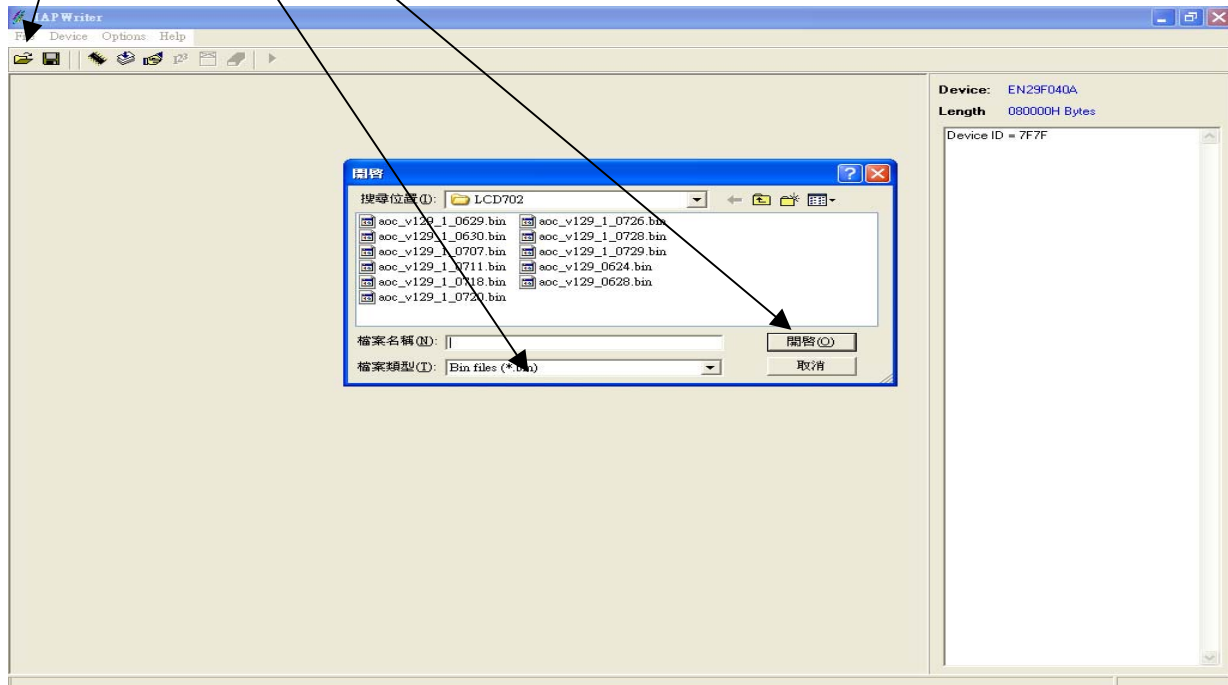 IAPWriter
File Device Options Help
123
Device: EN29F040A
Length 080000H Bytes
Device ID = 7F7F
開啓
搜尋位置(I): LCD702
aoc_v129_1_0629.bin aoc_v129_1_0726.bin
aoc_v129_1_0630.bin aoc_v129_1_0728.bin
aoc_v129_1_0707.bin aoc_v129_1_0729.bin
aoc_v129_1_0711.bin aoc_v129_0624.bin
aoc_v129_1_0718.bin aoc_v129_0628.bin
aoc_v129_1_0720.bin
檔案名稱(N): 開啓(O)
檔案類型(T): Bin files (*.bin) 取消